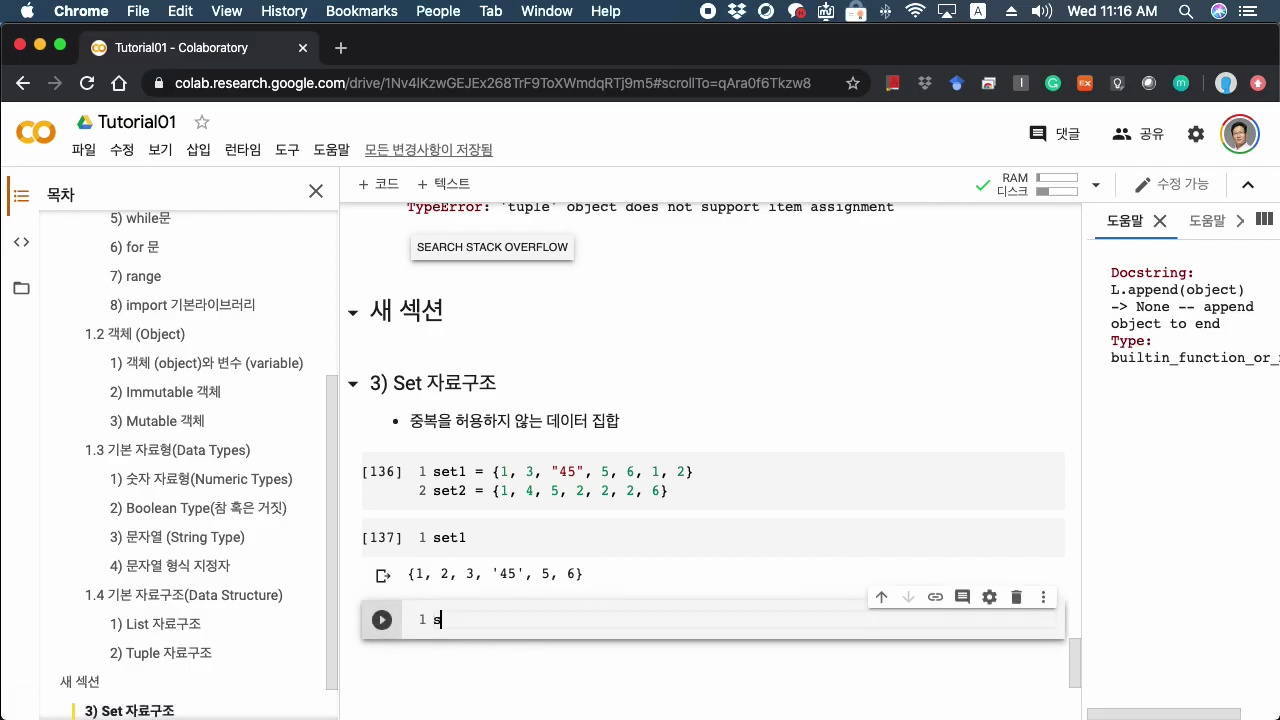 Chrome File Edit View History Bookmarks People Tab Window Help A Wed 11:16 AM
Tutorial01 - Colaboratory
colab.research.google.com/drive/1Nv4lKzwGEJEx268TrF9ToXWmdqRTj9m5#scrollTo=qAra0f6Tkzw8
Tutorial01
댓글 공유
파일 수정 보기 삽입 런타임 도구 도움말 모든 변경사항이 저장됨
목차
+ 코드 + 텍스트
RAM
디스크
수정 가능
5) while문
6) for 문
7) range
8) import 기본라이브러리
1.2 객체 (Object)
1) 객체 (object)와 변수 (variable)
2) Immutable 객체
3) Mutable 객체
1.3 기본 자료형(Data Types)
1) 숫자 자료형(Numeric Types)
2) Boolean Type(참 혹은 거짓)
3) 문자열 (String Type)
4) 문자열 형식 지정자
1.4 기본 자료구조(Data Structure)
1) List 자료구조
2) Tuple 자료구조
새 섹션
3) Set 자료구조
TypeError: 'tuple' object does not support item assignment
SEARCH STACK OVERFLOW
새 섹션
3) Set 자료구조
• 중복을 허용하지 않는 데이터 집합
[136] 1 set1 = {1, 3, "45", 5, 6, 1, 2}
2 set2 = {1, 4, 5, 2, 2, 2, 6}
[137] 1 set1
{1, 2, 3, '45', 5, 6}
1 s
도움말 도움말
Docstring:
L.append(object)
-> None -- append
object to end
Type:
builtin_function_or_